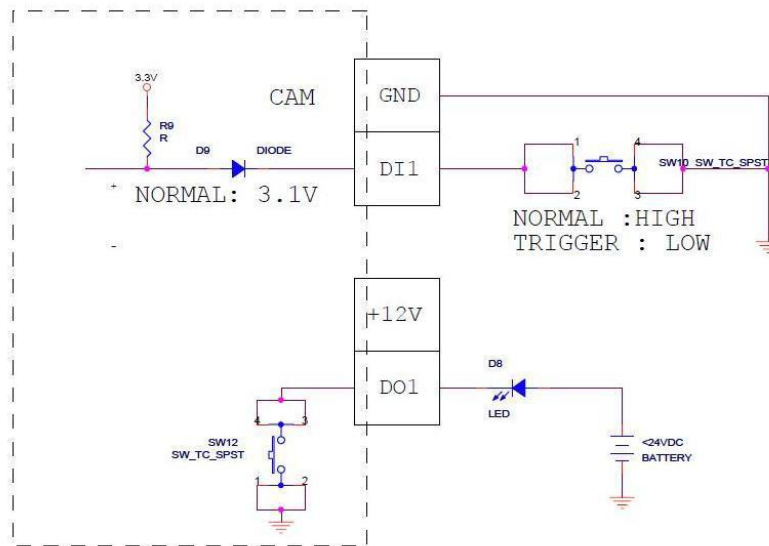 3.3V
R9
R
CAM
GND
D9
DIODE
DI1
1
4
SW10 SW_TC_SPST
2
3
+
NORMAL: 3.1V
-
NORMAL :HIGH
TRIGGER : LOW
+12V
DO1
D8
LED
4
3
SW12
SW_TC_SPST
1
2
<24VDC
BATTERY